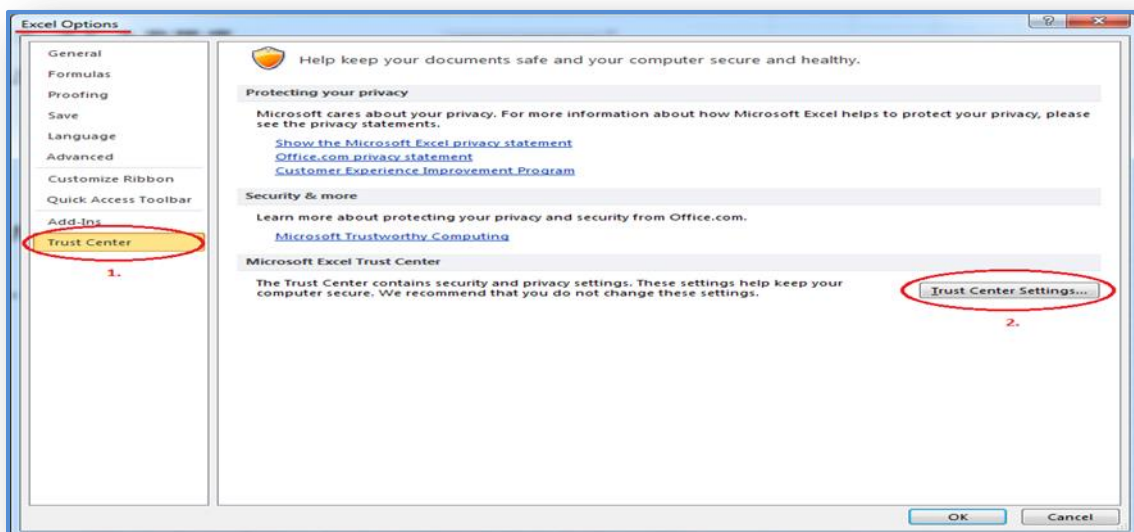 Excel Options
General
Formulas
Proofing
Save
Language
Advanced
Customize Ribbon
Quick Access Toolbar
Add-Ins
Trust Center
1.
Help keep your documents safe and your computer secure and healthy.
Protecting your privacy
Microsoft cares about your privacy. For more information about how Microsoft Excel helps to protect your privacy, please
see the privacy statements.
Show the Microsoft Excel privacy statement
Office.com privacy statement
Customer Experience Improvement Program
Security & more
Learn more about protecting your privacy and security from Office.com.
Microsoft Trustworthy Computing
Microsoft Excel Trust Center
The Trust Center contains security and privacy settings. These settings help keep your
computer secure. We recommend that you do not change these settings.
Trust Center Settings...
2.
OK
Cancel